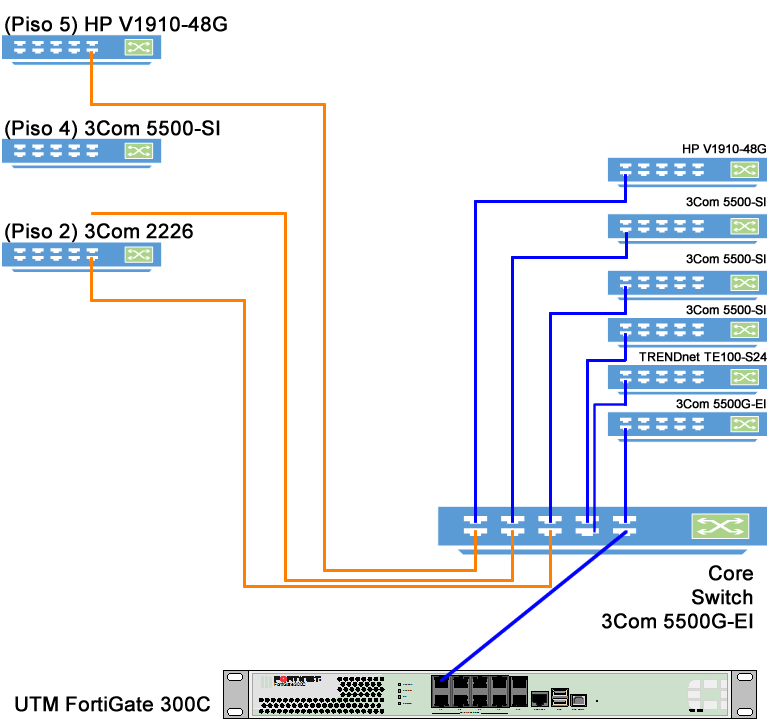 (Piso 5) HP V1910-48G
(Piso 4) 3Com 5500-SI
HP V1910-48G
3Com 5500-SI
(Piso 2) 3Com 2226
3Com 5500-SI
3Com 5500-SI
TRENDnet TE100-S24
3Com 5500G-EI
Core
Switch
3Com 5500G-EI
FORTINET
FortiGate 300C
UTM FortiGate 300C